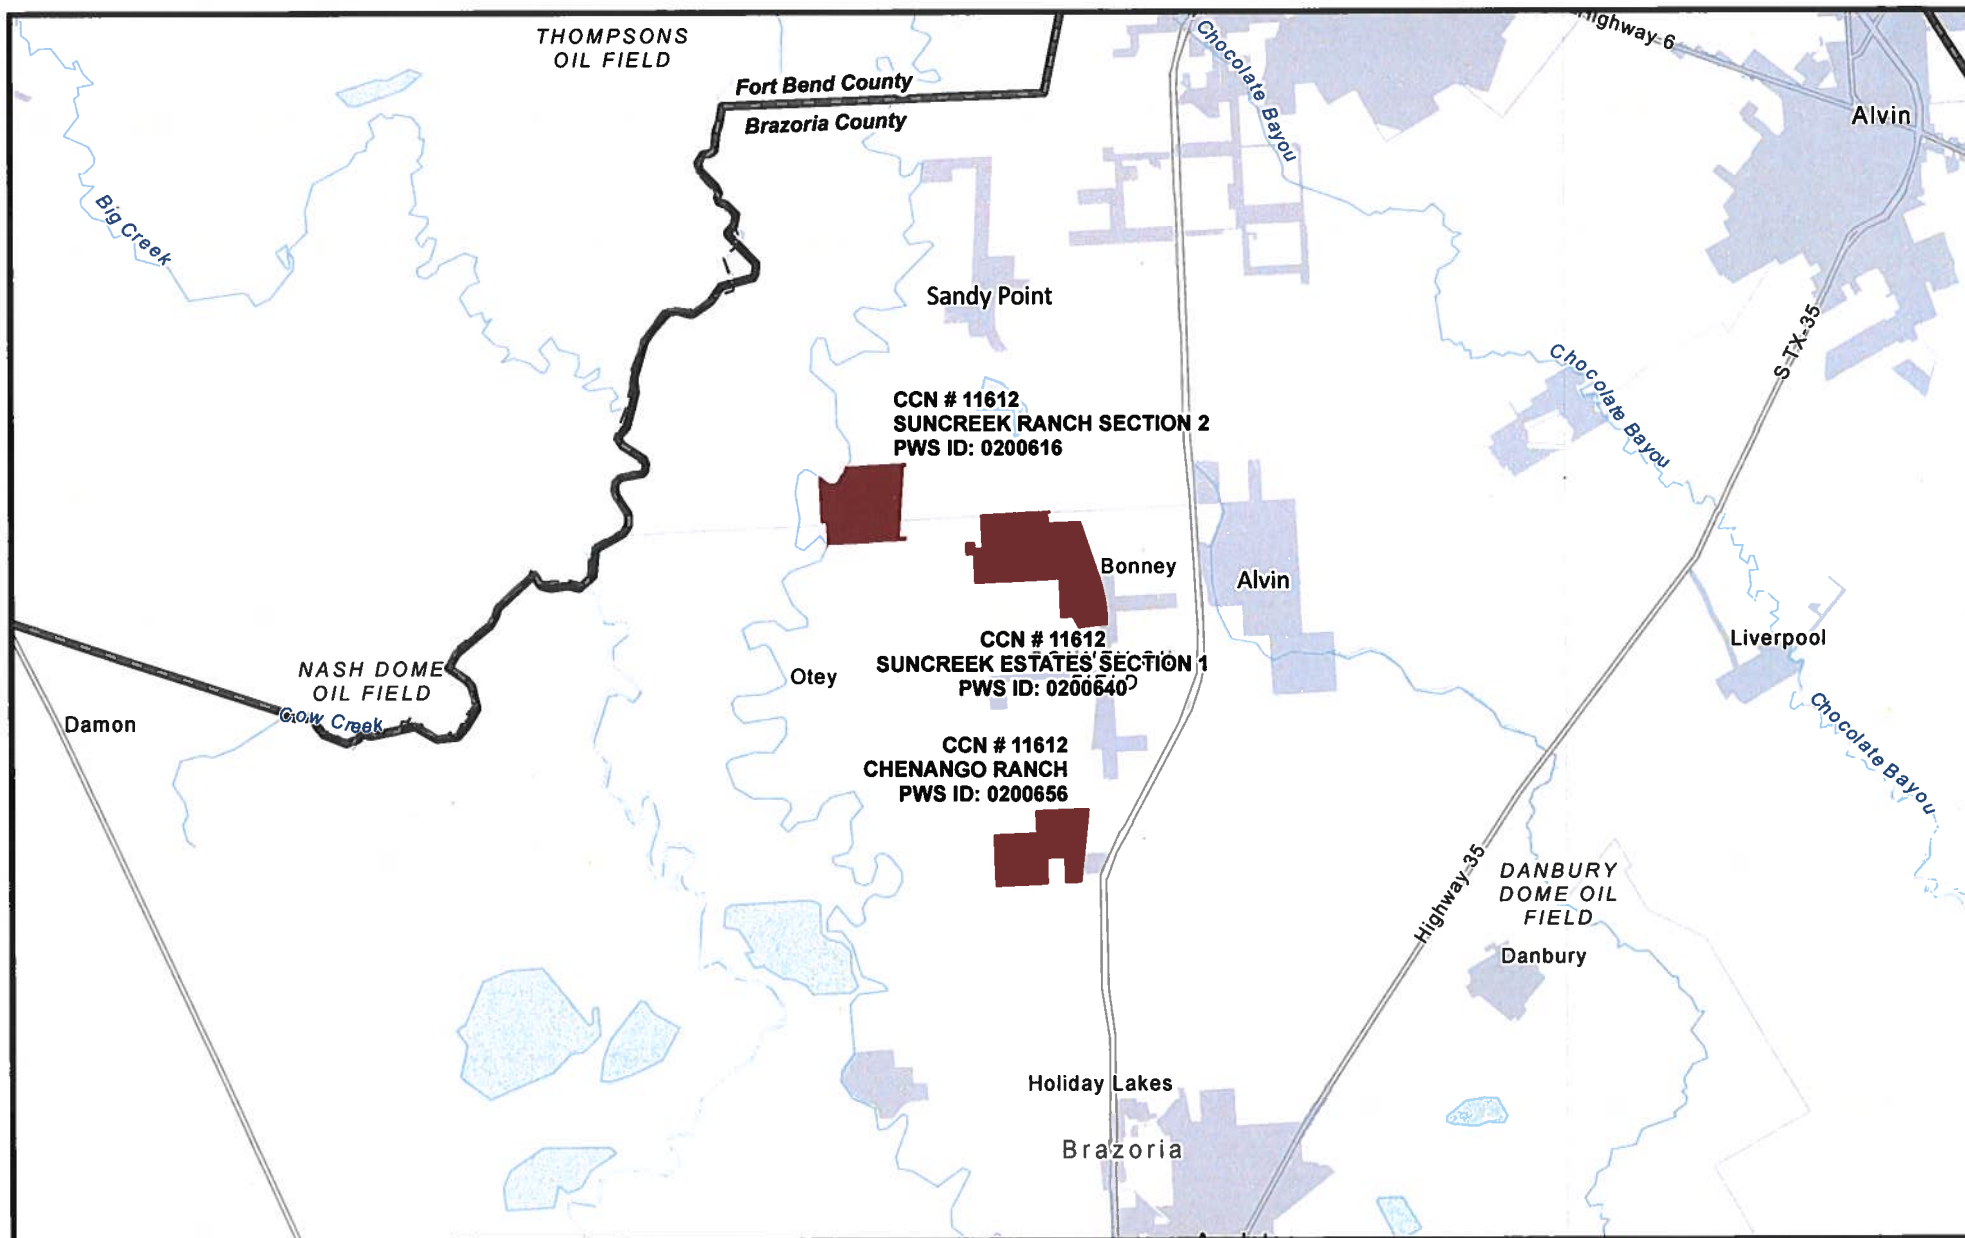 THOMPSONS
OIL FIELD
Fort Bend County
Brazoria County
Chocolate Bayou
Highway 6
Alvin
Big Creek
Sandy Point
S TX-35
Chocolate Bayou
CCN # 11612
SUNCREEK RANCH SECTION 2
PWS ID: 0200616
Bonney
Alvin
CCN # 11612
SUNCREEK ESTATES SECTION 1
PWS ID: 0200640
Liverpool
Otey
NASH DOME
OIL FIELD
Cow Creek
Damon
Chocolate Bayou
CCN # 11612
CHENANGO RANCH
PWS ID: 0200656
Highway 35
DANBURY
DOME OIL
FIELD
Danbury
Holiday Lakes
Brazoria